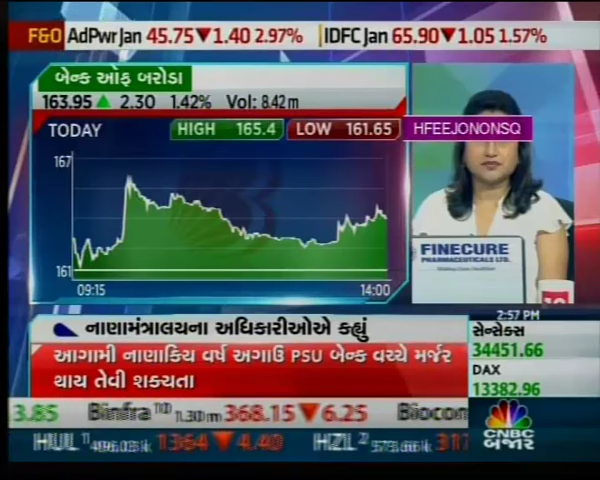 F&O AdPwr Jan 45.75▼1.40 2.97% IDFC Jan 65.90▼1.05 1.57%
બેન્ક ઓફ બરોડા
163.95 ▲ 2.30 1.42% Vol: 8.42 m
TODAY HIGH 165.4 LOW 161.65
HFEEJONONSQ
167
161
09:15 14:00
FINECURE
PHARMACEUTICALS LTD.
2:57 PM
નાણામંત્રાલયના અધિકારીઓએ કહ્યું
આગામી નાણાકિય વર્ષ અગાઉ PSU બેન્ક વચ્ચે મર્જર
થાય તેવી શક્યતા
સેન્સેક્સ
34451.66
DAX
13382.96
3.85 Binfra 1.30m 368.15▼6.25 Biocon
HUL 1364▼4.40 HZL 317
CNBC
બજાર